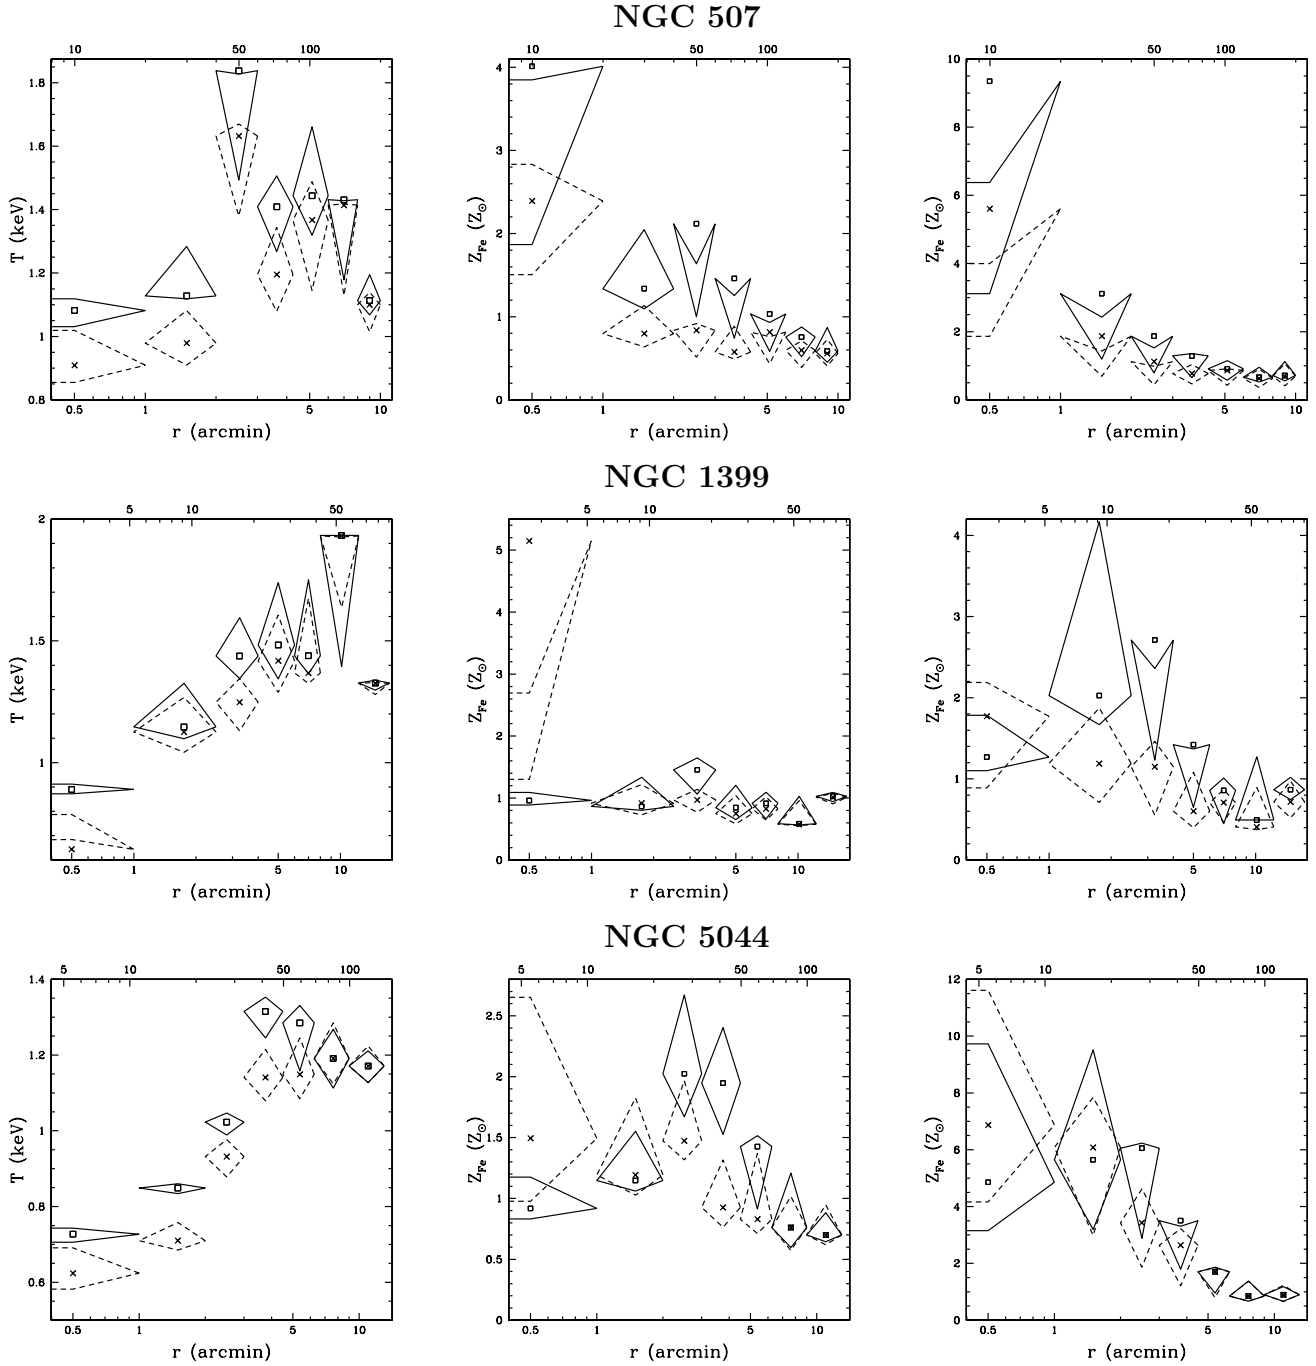 NGC 507
10 50 100
10 50 100
10 50 100
T (keV)
1.8
1.6
1.4
1.2
1
0.8
0.5 1 5 10
r (arcmin)
Z_Fe (Z_⊙)
4
3
2
1
0
0.5 1 5 10
r (arcmin)
Z_Fe (Z_⊙)
10
8
6
4
2
0
0.5 1 5 10
r (arcmin)
NGC 1399
5 10 50
5 10 50
5 10 50
T (keV)
2
1.5
1
0.5 1 5 10
r (arcmin)
Z_Fe (Z_⊙)
5
4
3
2
1
0
0.5 1 5 10
r (arcmin)
Z_Fe (Z_⊙)
4
3
2
1
0
0.5 1 5 10
r (arcmin)
NGC 5044
5 10 50 100
5 10 50 100
5 10 50 100
T (keV)
1.4
1.2
1
0.8
0.6
0.5 1 5 10
r (arcmin)
Z_Fe (Z_⊙)
2.5
2
1.5
1
0.5
0
0.5 1 5 10
r (arcmin)
Z_Fe (Z_⊙)
12
10
8
6
4
2
0
0.5 1 5 10
r (arcmin)